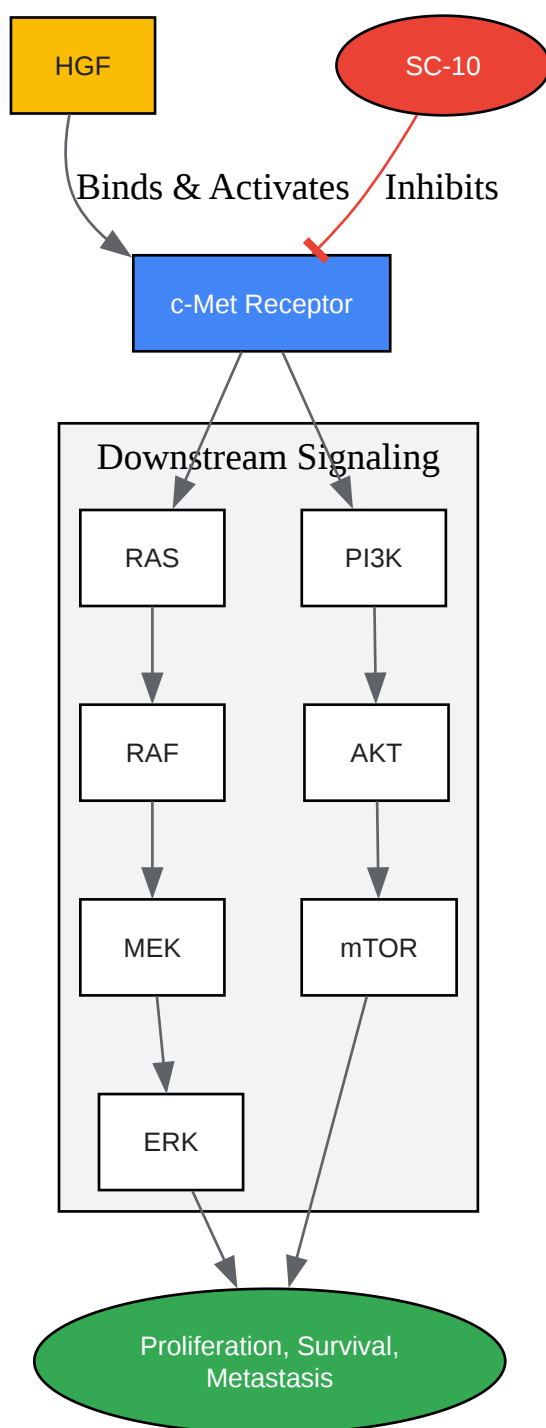 HGF
SC-10
Binds & Activates
Inhibits
c-Met Receptor
Downstream Signaling
RAS
PI3K
RAF
AKT
MEK
mTOR
ERK
Proliferation, Survival,
Metastasis